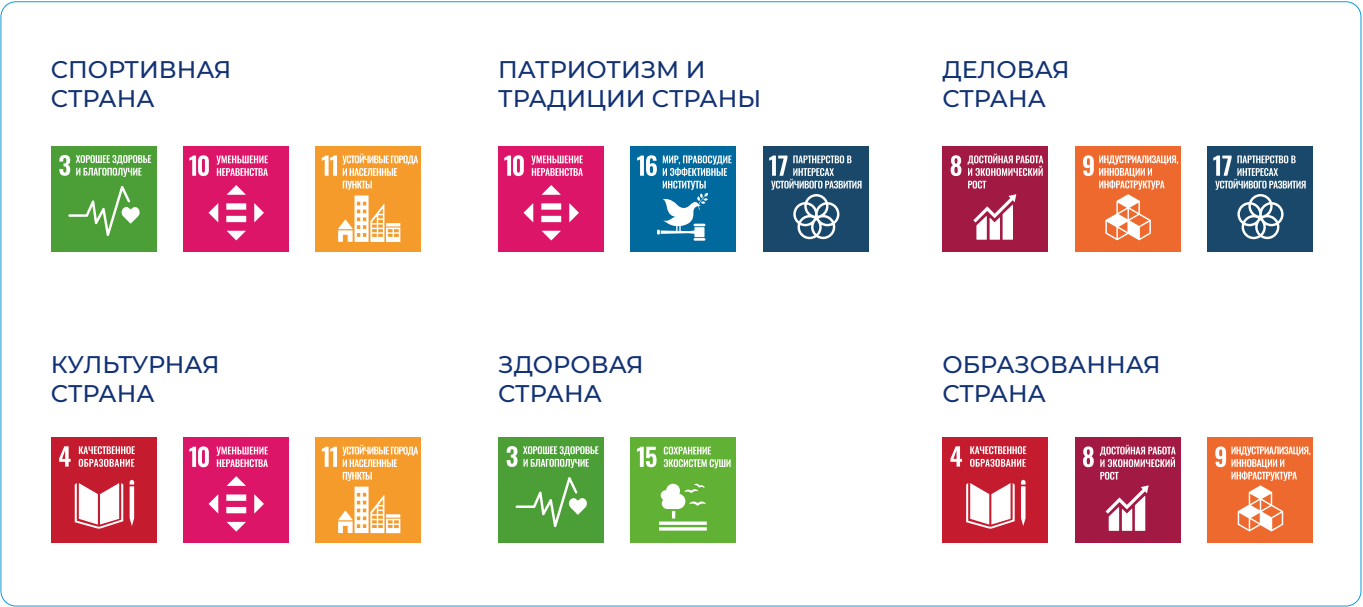 СПОРТИВНАЯ
СТРАНА
3 ХОРОШЕЕ ЗДОРОВЬЕ
И БЛАГОПОЛУЧИЕ
10 УМЕНЬШЕНИЕ
НЕРАВЕНСТВА
11 УСТОЙЧИВЫЕ ГОРОДА
И НАСЕЛЕННЫЕ
ПУНКТЫ
ПАТРИОТИЗМ И
ТРАДИЦИИ СТРАНЫ
10 УМЕНЬШЕНИЕ
НЕРАВЕНСТВА
16 МИР, ПРАВОСУДИЕ
И ЭФФЕКТИВНЫЕ
ИНСТИТУТЫ
17 ПАРТНЕРСТВО В
ИНТЕРЕСАХ
УСТОЙЧИВОГО РАЗВИТИЯ
ДЕЛОВАЯ
СТРАНА
8 ДОСТОЙНАЯ РАБОТА
И ЭКОНОМИЧЕСКИЙ
РОСТ
9 ИНДУСТРИАЛИЗАЦИЯ,
ИННОВАЦИИ И
ИНФРАСТРУКТУРА
17 ПАРТНЕРСТВО В
ИНТЕРЕСАХ
УСТОЙЧИВОГО РАЗВИТИЯ
КУЛЬТУРНАЯ
СТРАНА
4 КАЧЕСТВЕННОЕ
ОБРАЗОВАНИЕ
10 УМЕНЬШЕНИЕ
НЕРАВЕНСТВА
11 УСТОЙЧИВЫЕ ГОРОДА
И НАСЕЛЕННЫЕ
ПУНКТЫ
ЗДОРОВАЯ
СТРАНА
3 ХОРОШЕЕ ЗДОРОВЬЕ
И БЛАГОПОЛУЧИЕ
15 СОХРАНЕНИЕ
ЭКОСИСТЕМ СУШИ
ОБРАЗОВАННАЯ
СТРАНА
4 КАЧЕСТВЕННОЕ
ОБРАЗОВАНИЕ
8 ДОСТОЙНАЯ РАБОТА
И ЭКОНОМИЧЕСКИЙ
РОСТ
9 ИНДУСТРИАЛИЗАЦИЯ,
ИННОВАЦИИ И
ИНФРАСТРУКТУРА